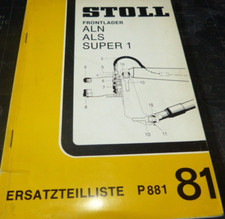 STOLL
FRONTLADER
ALN
ALS
SUPER 1
ERSATZTEILLISTE P 881 81